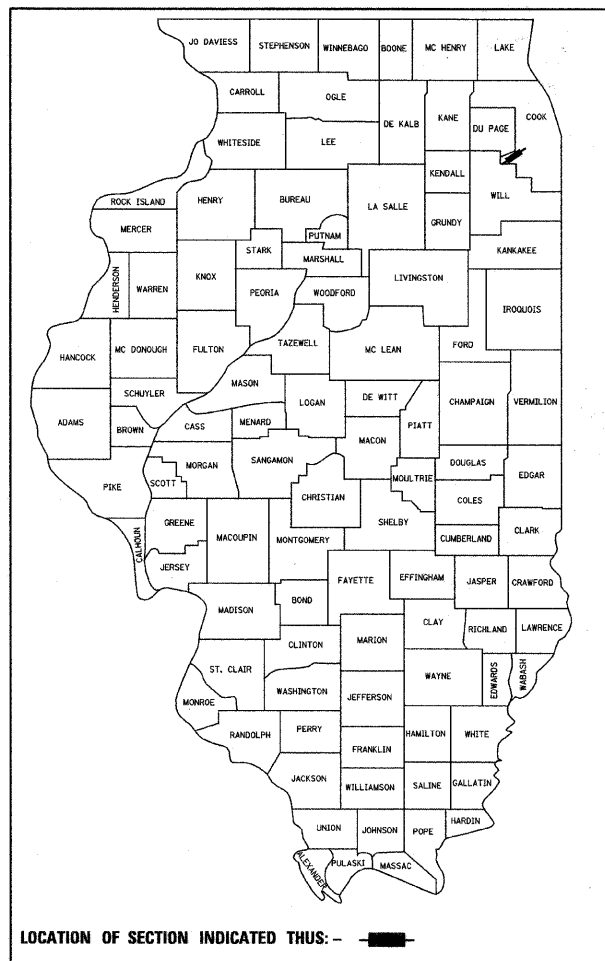 JO DAVIESS
STEPHENSON
WINNEBAGO
BOONE
MC HENRY
LAKE
CARROLL
OGLE
DE KALB
KANE
COOK
DU PAGE
WHITESIDE
LEE
KENDALL
WILL
ROCK ISLAND
HENRY
BUREAU
LA SALLE
GRUNDY
MERCER
PUTNAM
STARK
MARSHALL
KANKAKEE
HENDERSON
WARREN
KNOX
PEORIA
WOODFORD
LIVINGSTON
IROQUOIS
HANCOCK
MC DONOUGH
FULTON
TAZEWELL
MC LEAN
FORD
SCHUYLER
MASON
LOGAN
DE WITT
CHAMPAIGN
VERMILION
ADAMS
BROWN
CASS
MENARD
PIATT
MACON
SANGAMON
MORGAN
DOUGLAS
EDGAR
PIKE
SCOTT
CHRISTIAN
MOULTRIE
COLES
SHELBY
CALHOUN
GREENE
MACOUPIN
MONTGOMERY
CUMBERLAND
CLARK
JERSEY
FAYETTE
EFFINGHAM
JASPER
CRAWFORD
MADISON
BOND
CLAY
RICHLAND
LAWRENCE
CLINTON
MARION
ST. CLAIR
WAYNE
EDWARDS
WABASH
WASHINGTON
JEFFERSON
MONROE
RANDOLPH
PERRY
HAMILTON
WHITE
FRANKLIN
JACKSON
WILLIAMSON
SALINE
GALLATIN
UNION
JOHNSON
POPE
HARDIN
ALEXANDER
PULASKI
MASSAC
LOCATION OF SECTION INDICATED THUS: -